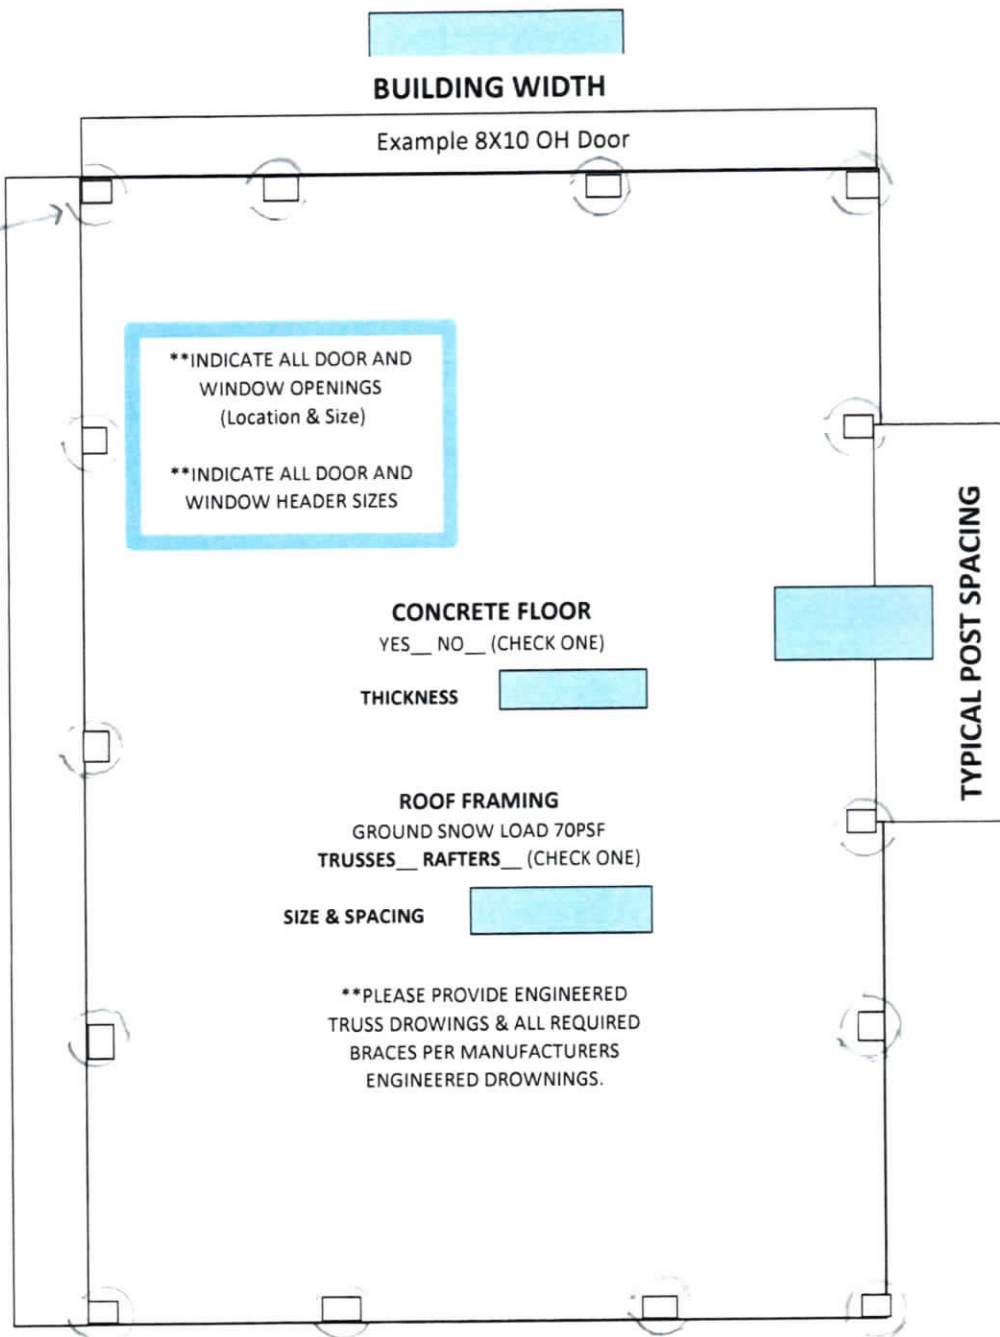 BUILDING WIDTH
Example 8X10 OH Door
**INDICATE ALL DOOR AND
WINDOW OPENINGS
(Location & Size)
**INDICATE ALL DOOR AND
WINDOW HEADER SIZES
CONCRETE FLOOR
YES__ NO__ (CHECK ONE)
THICKNESS
TYPICAL POST SPACING
ROOF FRAMING
GROUND SNOW LOAD 70PSF
TRUSSES__ RAFTERS__ (CHECK ONE)
SIZE & SPACING
**PLEASE PROVIDE ENGINEERED
TRUSS DROWINGS & ALL REQUIRED
BRACES PER MANUFACTURERS
ENGINEERED DROWNINGS.